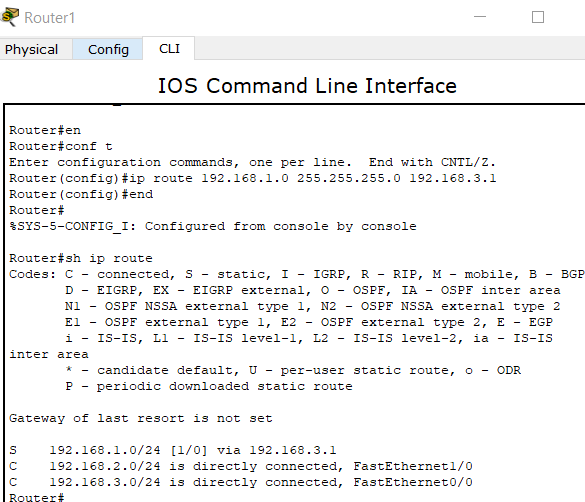 Router1
Physical Config CLI
IOS Command Line Interface
Router#en
Router#conf t
Enter configuration commands, one per line.  End with CNTL/Z.
Router(config)#ip route 192.168.1.0 255.255.255.0 192.168.3.1
Router(config)#end
Router#
%SYS-5-CONFIG_I: Configured from console by console
Router#sh ip route
Codes: C - connected, S - static, I - IGRP, R - RIP, M - mobile, B - BGP
D - EIGRP, EX - EIGRP external, O - OSPF, IA - OSPF inter area
N1 - OSPF NSSA external type 1, N2 - OSPF NSSA external type 2
E1 - OSPF external type 1, E2 - OSPF external type 2, E - EGP
i - IS-IS, L1 - IS-IS level-1, L2 - IS-IS level-2, ia - IS-IS
inter area
* - candidate default, U - per-user static route, o - ODR
P - periodic downloaded static route
Gateway of last resort is not set
S    192.168.1.0/24 [1/0] via 192.168.3.1
C    192.168.2.0/24 is directly connected, FastEthernet1/0
C    192.168.3.0/24 is directly connected, FastEthernet0/0
Router#